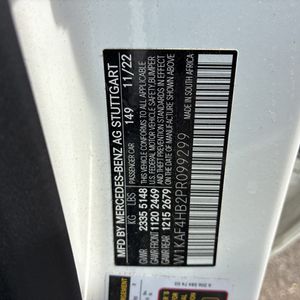 MFD BY MERCEDES-BENZ AG STUTTGART
PASSENGER CAR 149 11/22
KG LBS
GVWR 2335 5148
GAWR FRONT 1120 2469
GAWR REAR 1215 2679
THIS VEHICLE CONFORMS TO ALL APPLICABLE
U.S. FEDERAL MOTOR VEHICLE SAFETY, BUMPER,
AND THEFT PREVENTION STANDARDS IN EFFECT
ON THE DATE OF MANUFACTURE SHOWN ABOVE
MADE IN SOUTH AFRICA
W1KAF4HB2PR099299